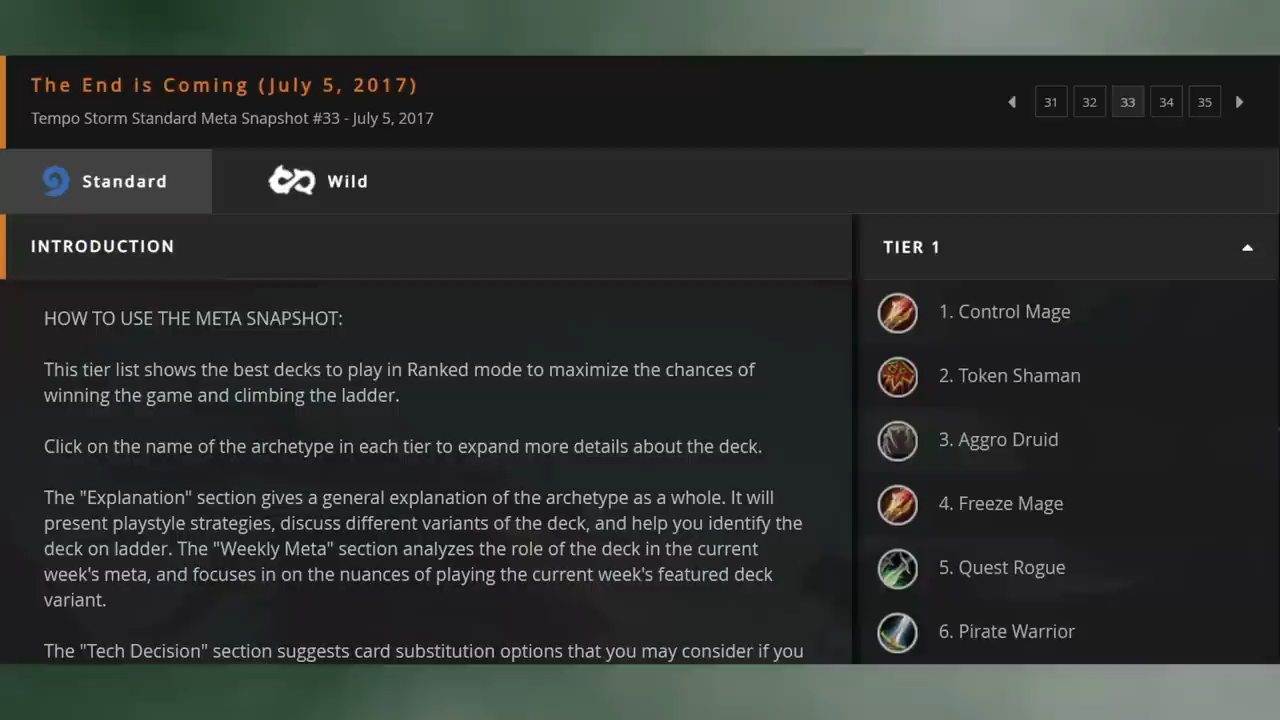 The End is Coming (July 5, 2017)
Tempo Storm Standard Meta Snapshot #33 - July 5, 2017
31 32 33 34 35
Standard
Wild
INTRODUCTION
HOW TO USE THE META SNAPSHOT:
This tier list shows the best decks to play in Ranked mode to maximize the chances of
winning the game and climbing the ladder.
Click on the name of the archetype in each tier to expand more details about the deck.
The "Explanation" section gives a general explanation of the archetype as a whole. It will
present playstyle strategies, discuss different variants of the deck, and help you identify the
deck on ladder. The "Weekly Meta" section analyzes the role of the deck in the current
week's meta, and focuses in on the nuances of playing the current week's featured deck
variant.
The "Tech Decision" section suggests card substitution options that you may consider if you
TIER 1
1. Control Mage
2. Token Shaman
3. Aggro Druid
4. Freeze Mage
5. Quest Rogue
6. Pirate Warrior